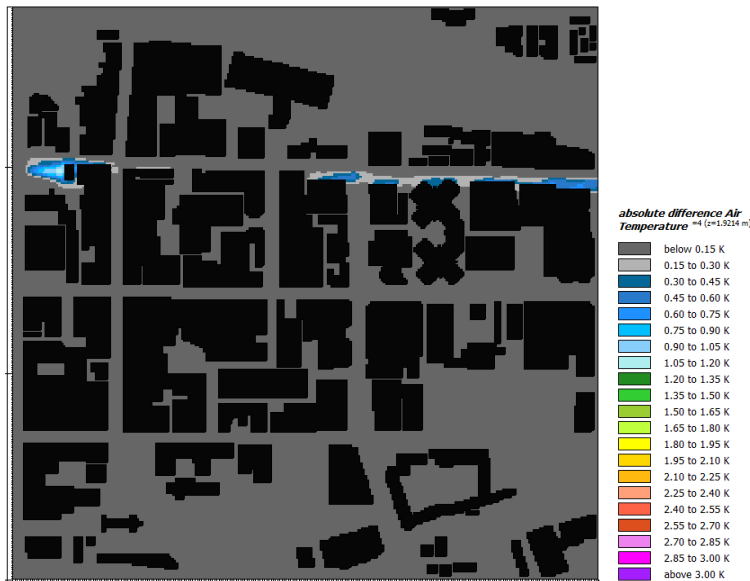 absolute difference Air
Temperature =4 (z=1.9214 m)
below 0.15 K
0.15 to 0.30 K
0.30 to 0.45 K
0.45 to 0.60 K
0.60 to 0.75 K
0.75 to 0.90 K
0.90 to 1.05 K
1.05 to 1.20 K
1.20 to 1.35 K
1.35 to 1.50 K
1.50 to 1.65 K
1.65 to 1.80 K
1.80 to 1.95 K
1.95 to 2.10 K
2.10 to 2.25 K
2.25 to 2.40 K
2.40 to 2.55 K
2.55 to 2.70 K
2.70 to 2.85 K
2.85 to 3.00 K
above 3.00 K